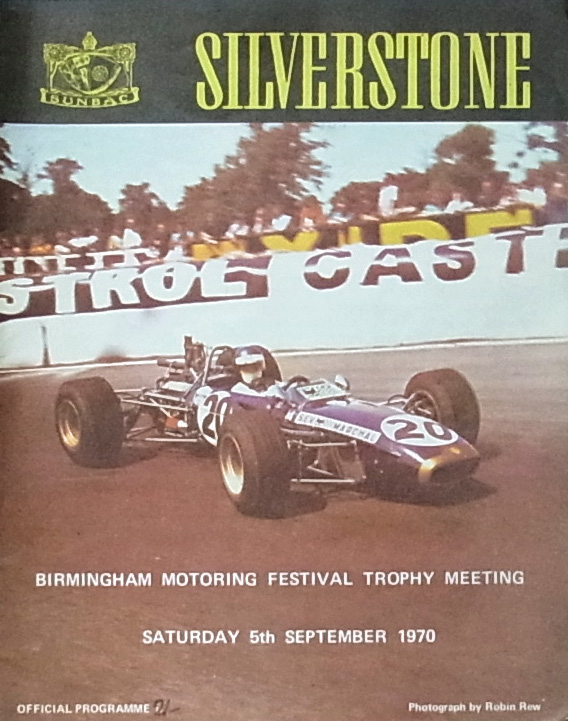 SUNBAC
SILVERSTONE
STROL CAST
20
20
BIRMINGHAM MOTORING FESTIVAL TROPHY MEETING
SATURDAY 5th SEPTEMBER 1970
OFFICIAL PROGRAMME 2/-
Photograph by Robin Rew